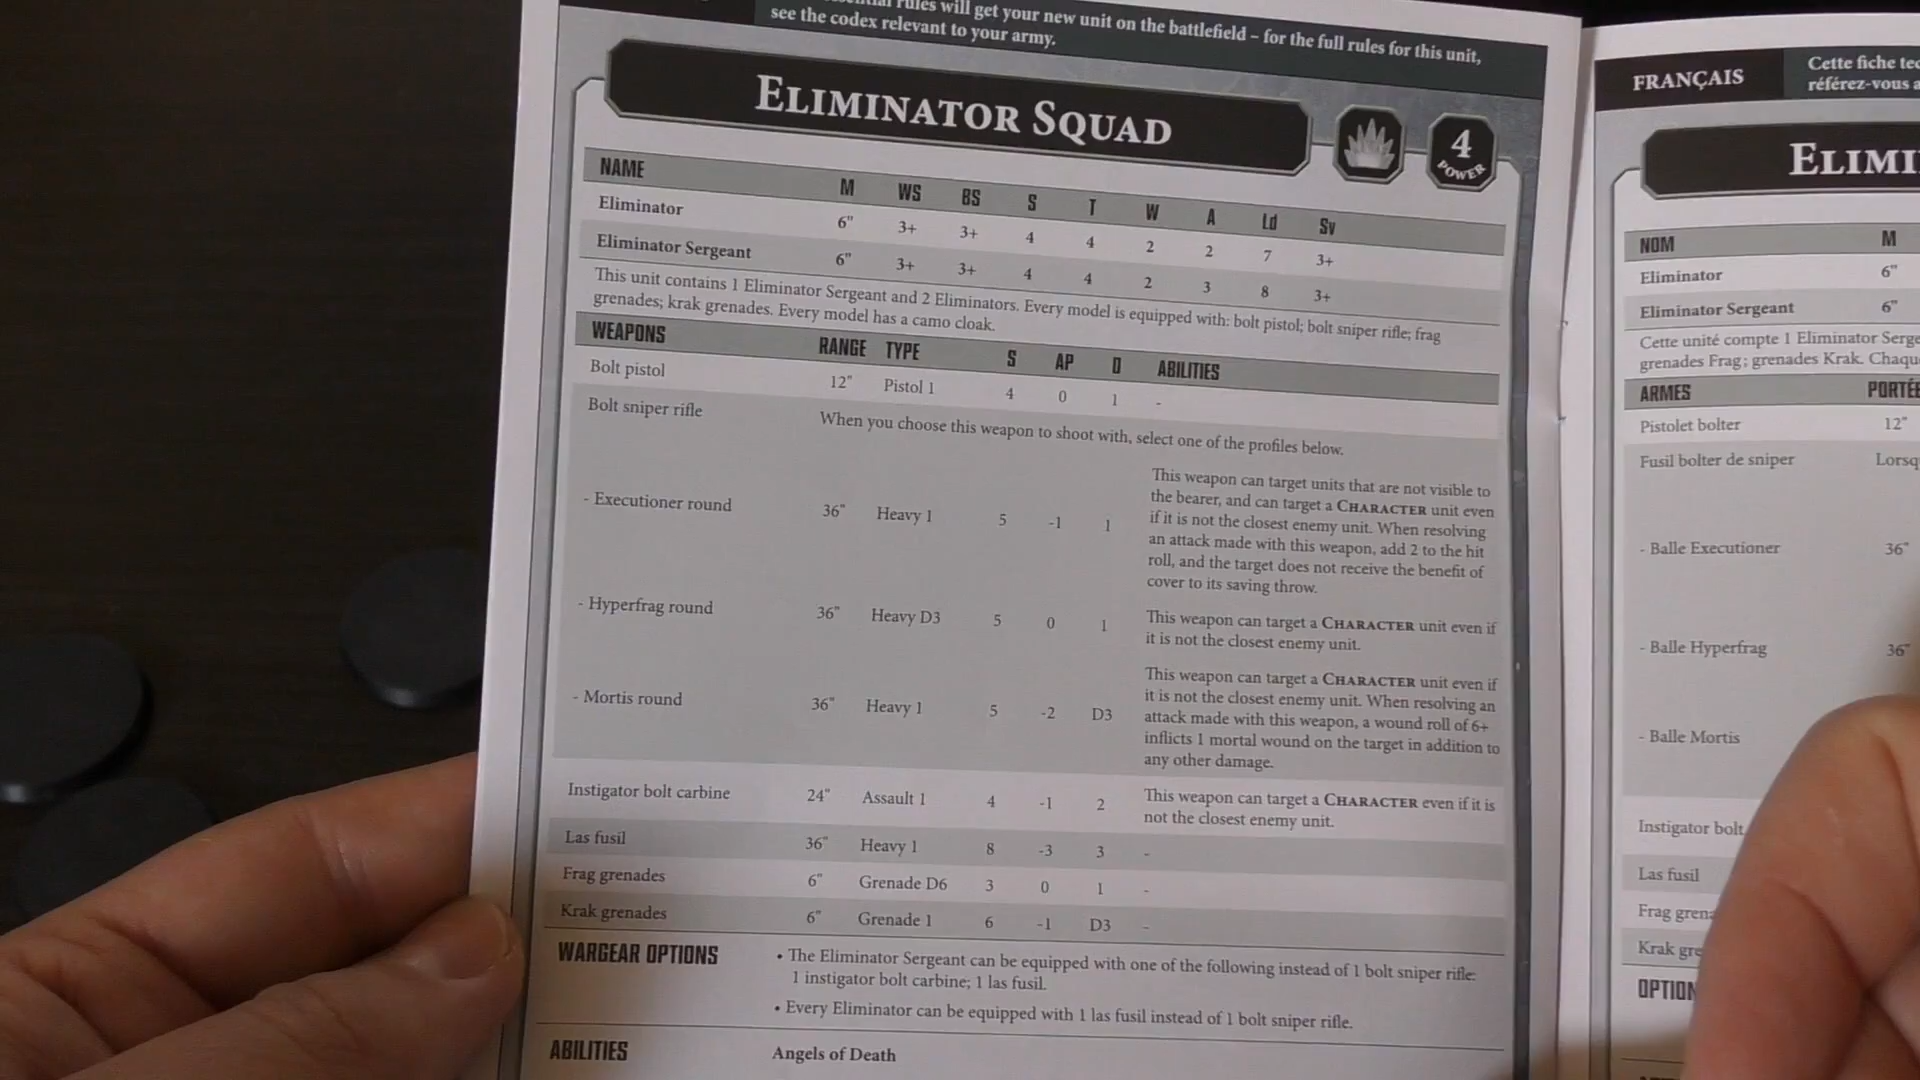 rules will get your new unit on the battlefield – for the full rules for this unit,
see the codex relevant to your army.
ELIMINATOR SQUAD
4
POWER
NAME M WS BS S T W A Ld Sv
Eliminator 6" 3+ 3+ 4 4 2 2 7 3+
Eliminator Sergeant 6" 3+ 3+ 4 4 2 3 8 3+
This unit contains 1 Eliminator Sergeant and 2 Eliminators. Every model is equipped with: bolt pistol; bolt sniper rifle; frag
grenades; krak grenades. Every model has a camo cloak.
WEAPONS RANGE TYPE S AP D ABILITIES
Bolt pistol 12" Pistol 1 4 0 1 -
Bolt sniper rifle When you choose this weapon to shoot with, select one of the profiles below.
- Executioner round 36" Heavy 1 5 -1 1
This weapon can target units that are not visible to
the bearer, and can target a CHARACTER unit even
if it is not the closest enemy unit. When resolving
an attack made with this weapon, add 2 to the hit
roll, and the target does not receive the benefit of
cover to its saving throw.
- Hyperfrag round 36" Heavy D3 5 0 1
This weapon can target a CHARACTER unit even if
it is not the closest enemy unit.
- Mortis round 36" Heavy 1 5 -2 D3
This weapon can target a CHARACTER unit even if
it is not the closest enemy unit. When resolving an
attack made with this weapon, a wound roll of 6+
inflicts 1 mortal wound on the target in addition to
any other damage.
Instigator bolt carbine 24" Assault 1 4 -1 2
This weapon can target a CHARACTER even if it is
not the closest enemy unit.
Las fusil 36" Heavy 1 8 -3 3 -
Frag grenades 6" Grenade D6 3 0 1 -
Krak grenades 6" Grenade 1 6 -1 D3 -
WARGEAR OPTIONS
• The Eliminator Sergeant can be equipped with one of the following instead of 1 bolt sniper rifle:
1 instigator bolt carbine; 1 las fusil.
• Every Eliminator can be equipped with 1 las fusil instead of 1 bolt sniper rifle.
ABILITIES Angels of Death
FRANÇAIS
Cette fiche
référez-vous
NOM M
Eliminator 6"
Eliminator Sergeant 6"
Cette unité compte 1 Eliminator
grenades Frag; grenades Krak.
ARMES PORTÉE
Pistolet bolter 12"
Fusil bolter de sniper
- Balle Executioner 36"
- Balle Hyperfrag 36"
- Balle Mortis
Instigator bolt
Las fusil
Frag
Krak